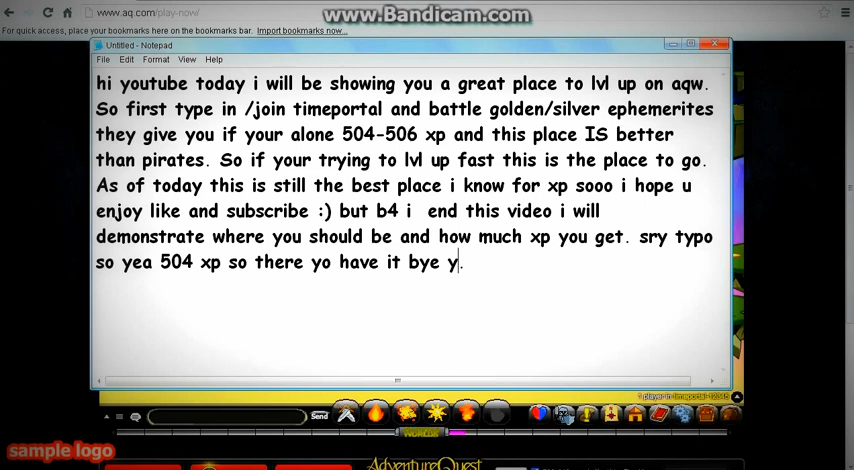 www.aq.com/play-now/
www.Bandicam.com
For quick access, place your bookmarks here on the bookmarks bar. Import bookmarks now...
Untitled - Notepad
File Edit Format View Help
hi youtube today i will be showing you a great place to lvl up on aqw.
So first type in /join timeportal and battle golden/silver ephemerites
they give you if your alone 504-506 xp and this place IS better
than pirates. So if your trying to lvl up fast this is the place to go.
As of today this is still the best place i know for xp sooo i hope u
enjoy like and subscribe :) but b4 i end this video i will
demonstrate where you should be and how much xp you get. sry typo
so yea 504 xp so there yo have it bye y.
1 player in timeportal-
Send
WORLD
sample logo
AdventureQuest